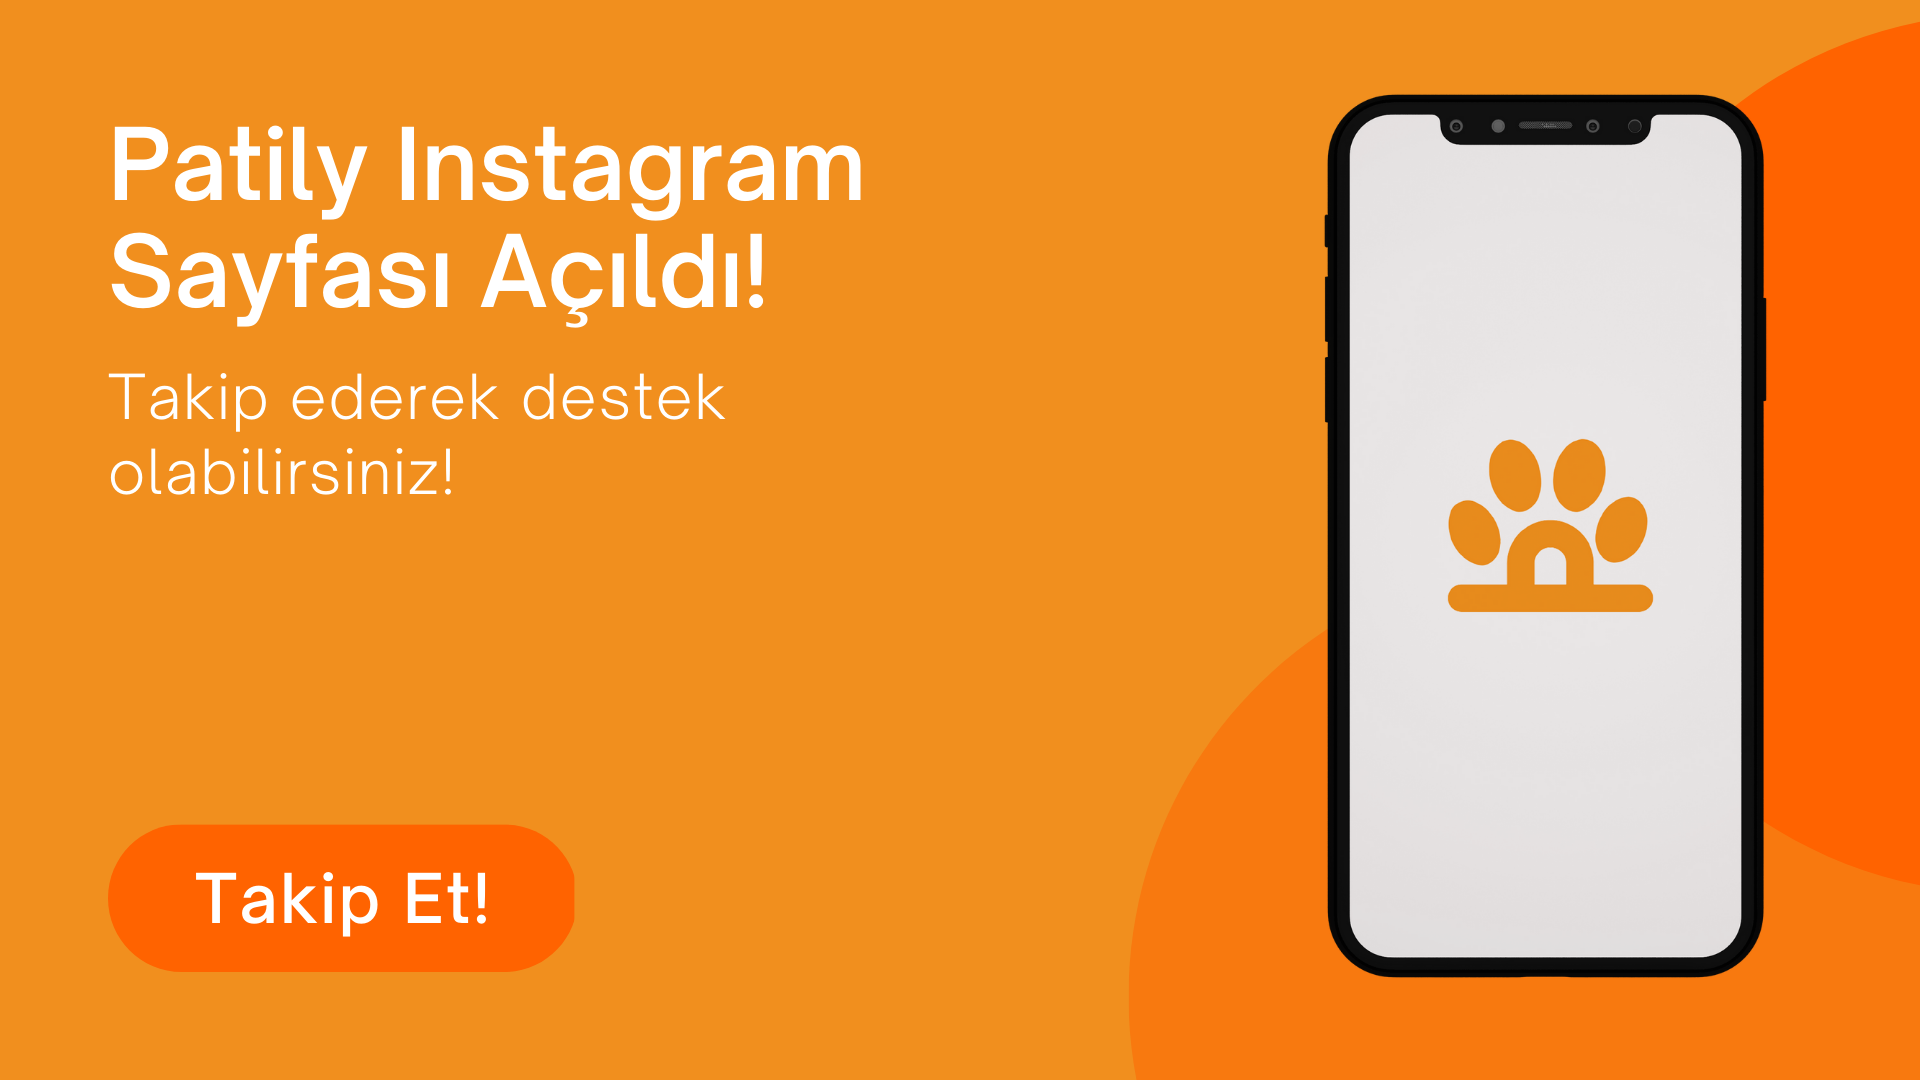 Patily Instagram
Sayfası Açıldı!
Takip ederek destek
olabilirsiniz!
Takip Et!